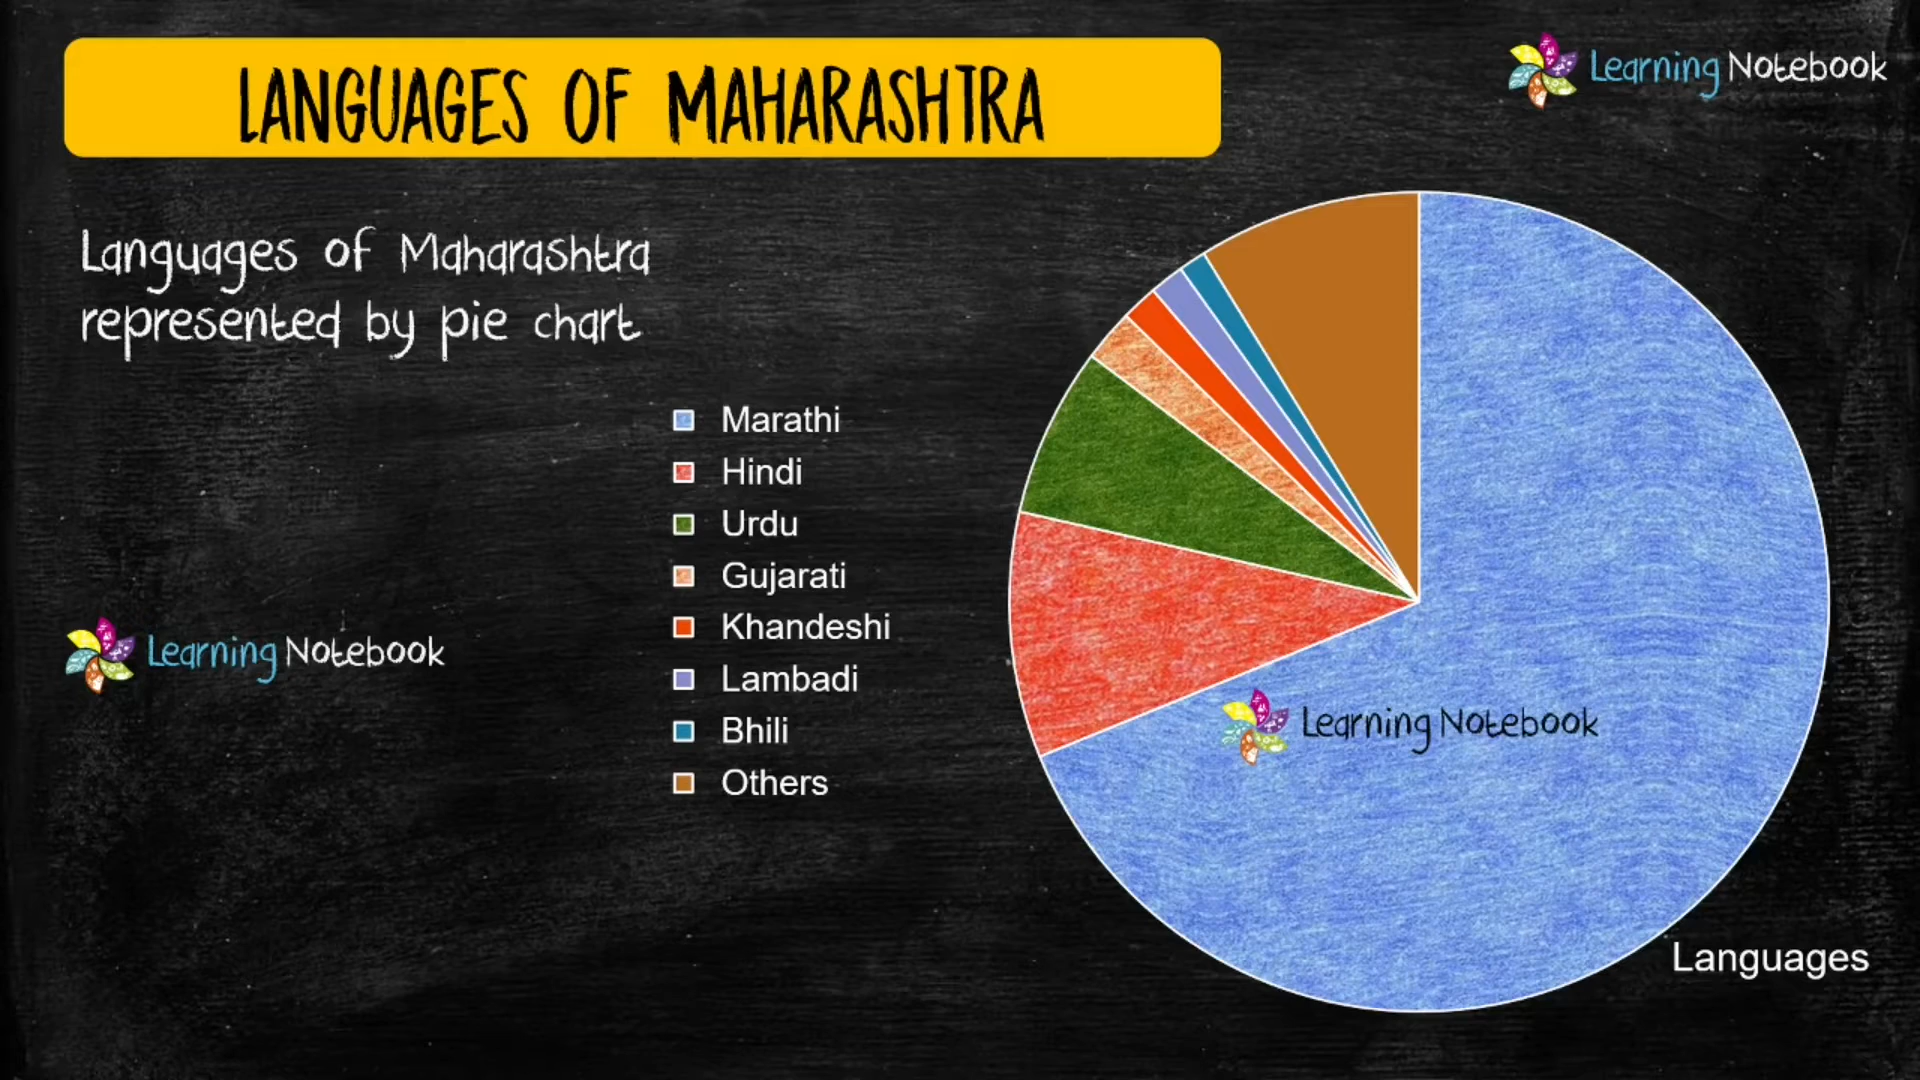 LANGUAGES OF MAHARASHTRA
Learning Notebook
Languages of Maharashtra
represented by pie chart
Marathi
Hindi
Urdu
Gujarati
Khandeshi
Lambadi
Bhili
Others
Learning Notebook
Learning Notebook
Languages